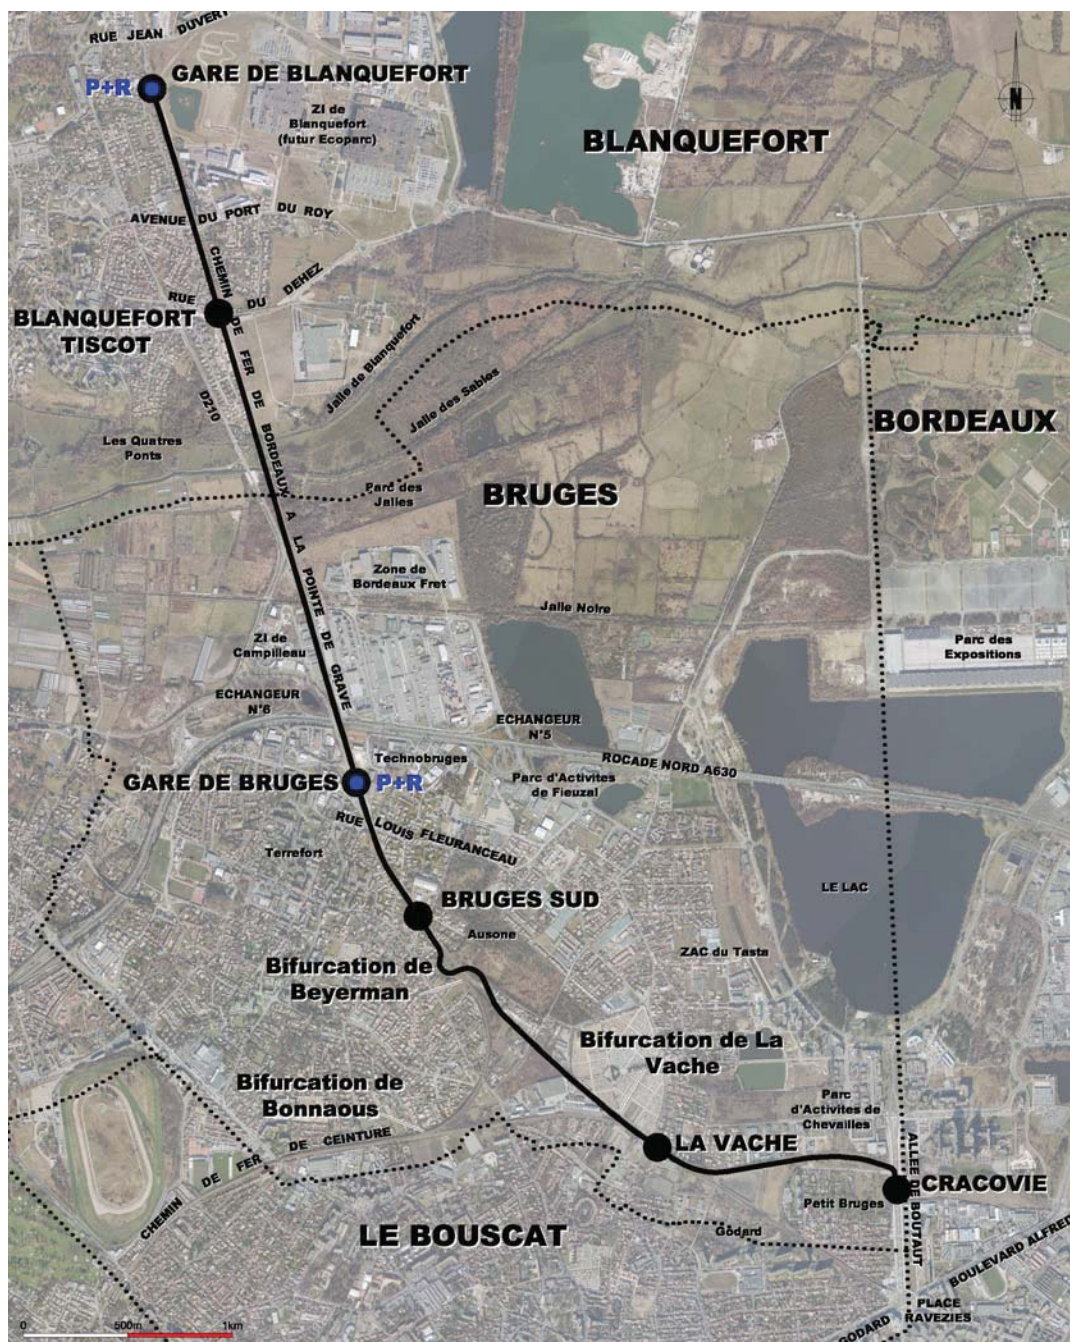 RUE JEAN DUVERT
P+R
GARE DE BLANQUEFORT
ZI de
Blanquefort
(futur Ecoparc)
BLANQUEFORT
N
AVENUE DU PORT DU ROY
RUE DU DEHEZ
BLANQUEFORT
TISCOT
CHEMIN DE FER DE BORDEAUX A LA POINTE DE GRAVE
Jalle de Blanquefort
Jalle des Sables
D210
BORDEAUX
Les Quatres
Ponts
Parc des
Jalles
BRUGES
Zone de
Bordeaux Fret
Jalle Noire
ZI de
Campilleau
Parc des
Expositions
ECHANGEUR
N°6
ECHANGEUR
N°5
Technobruges
ROCADE NORD A630
GARE DE BRUGES
P+R
Parc d'Activites
de Fieuzal
RUE LOUIS FLEURANCEAU
Terrefort
LE LAC
BRUGES SUD
Ausone
ZAC du Tasta
Bifurcation de
Beyerman
Bifurcation de La
Vache
Bifurcation de
Bonnaous
Parc
d'Activites de
Chevailles
CHEMIN DE FER DE CEINTURE
LA VACHE
ALLEE DE BOUTAUT
CRACOVIE
Petit Bruges
LE BOUSCAT
Godard
BOULEVARD ALFRED
PLACE
RAVEZIES
GODARD
0 500m 1km